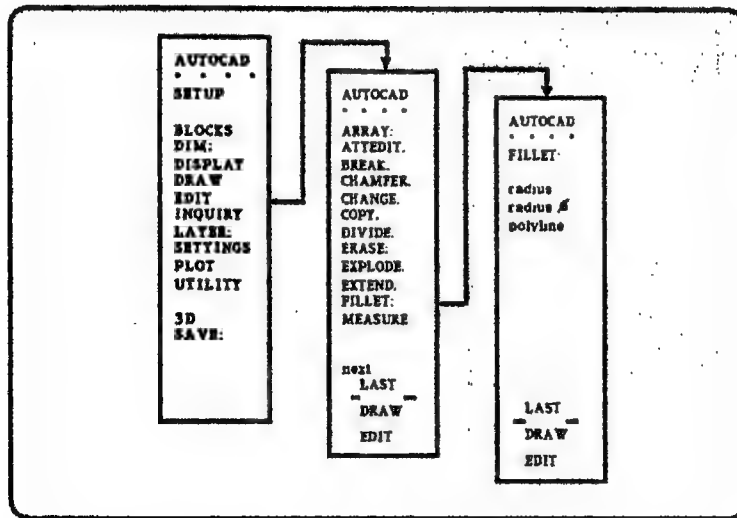 AUTOCAD
* * * *
SETUP
BLOCKS
DIM:
DISPLAY
DRAW
EDIT
INQUIRY
LAYER:
SETTINGS
PLOT
UTILITY
3D
SAVE:
AUTOCAD
* * * *
ARRAY:
ATTEDIT.
BREAK.
CHAMFER.
CHANGE.
COPY.
DIVIDE.
ERASE:
EXPLODE.
EXTEND.
FILLET:
MEASURE
next
LAST
DRAW
EDIT
AUTOCAD
* * * *
FILLET·
radius
radius
polyline
LAST
DRAW
EDIT